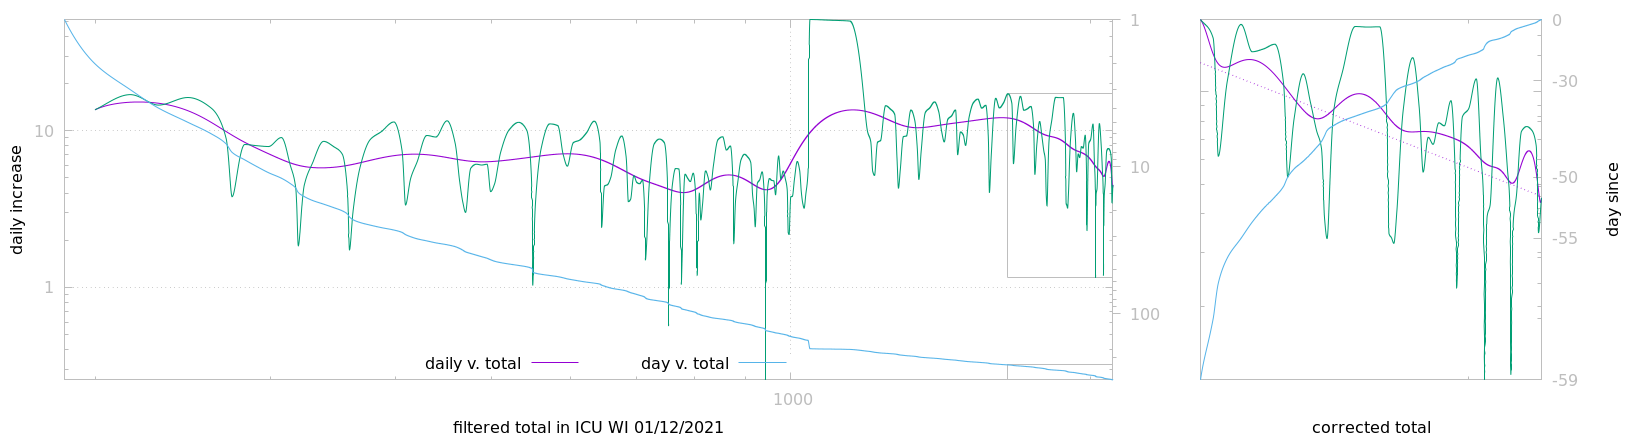 daily increase
10
1
1
10
100
daily v. total
day v. total
1000
filtered total in ICU WI 01/12/2021
0
-30
-50
-55
-59
day since
corrected total